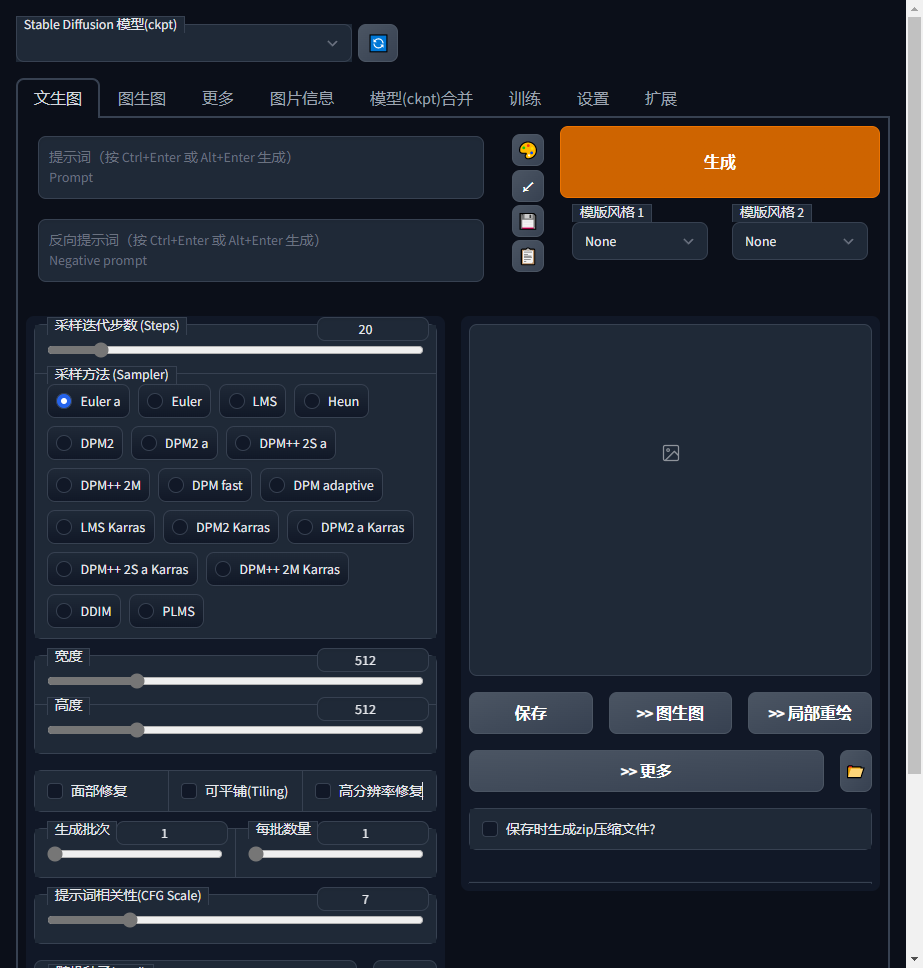 Stable Diffusion 模型(ckpt)
文生图 图生图 更多 图片信息 模型(ckpt)合并 训练 设置 扩展
提示词（按 Ctrl+Enter 或 Alt+Enter 生成）
Prompt
生成
反向提示词（按 Ctrl+Enter 或 Alt+Enter 生成）
Negative prompt
模版风格 1 模版风格 2
None None
采样迭代步数 (Steps) 20
采样方法 (Sampler)
Euler a Euler LMS Heun
DPM2 DPM2 a DPM++ 2S a
DPM++ 2M DPM fast DPM adaptive
LMS Karras DPM2 Karras DPM2 a Karras
DPM++ 2S a Karras DPM++ 2M Karras
DDIM PLMS
宽度 512
高度 512
面部修复 可平铺(Tiling) 高分辨率修复
生成批次 1 每批数量 1
提示词相关性(CFG Scale) 7
保存 >> 图生图 >> 局部重绘
>> 更多
保存时生成zip压缩文件?